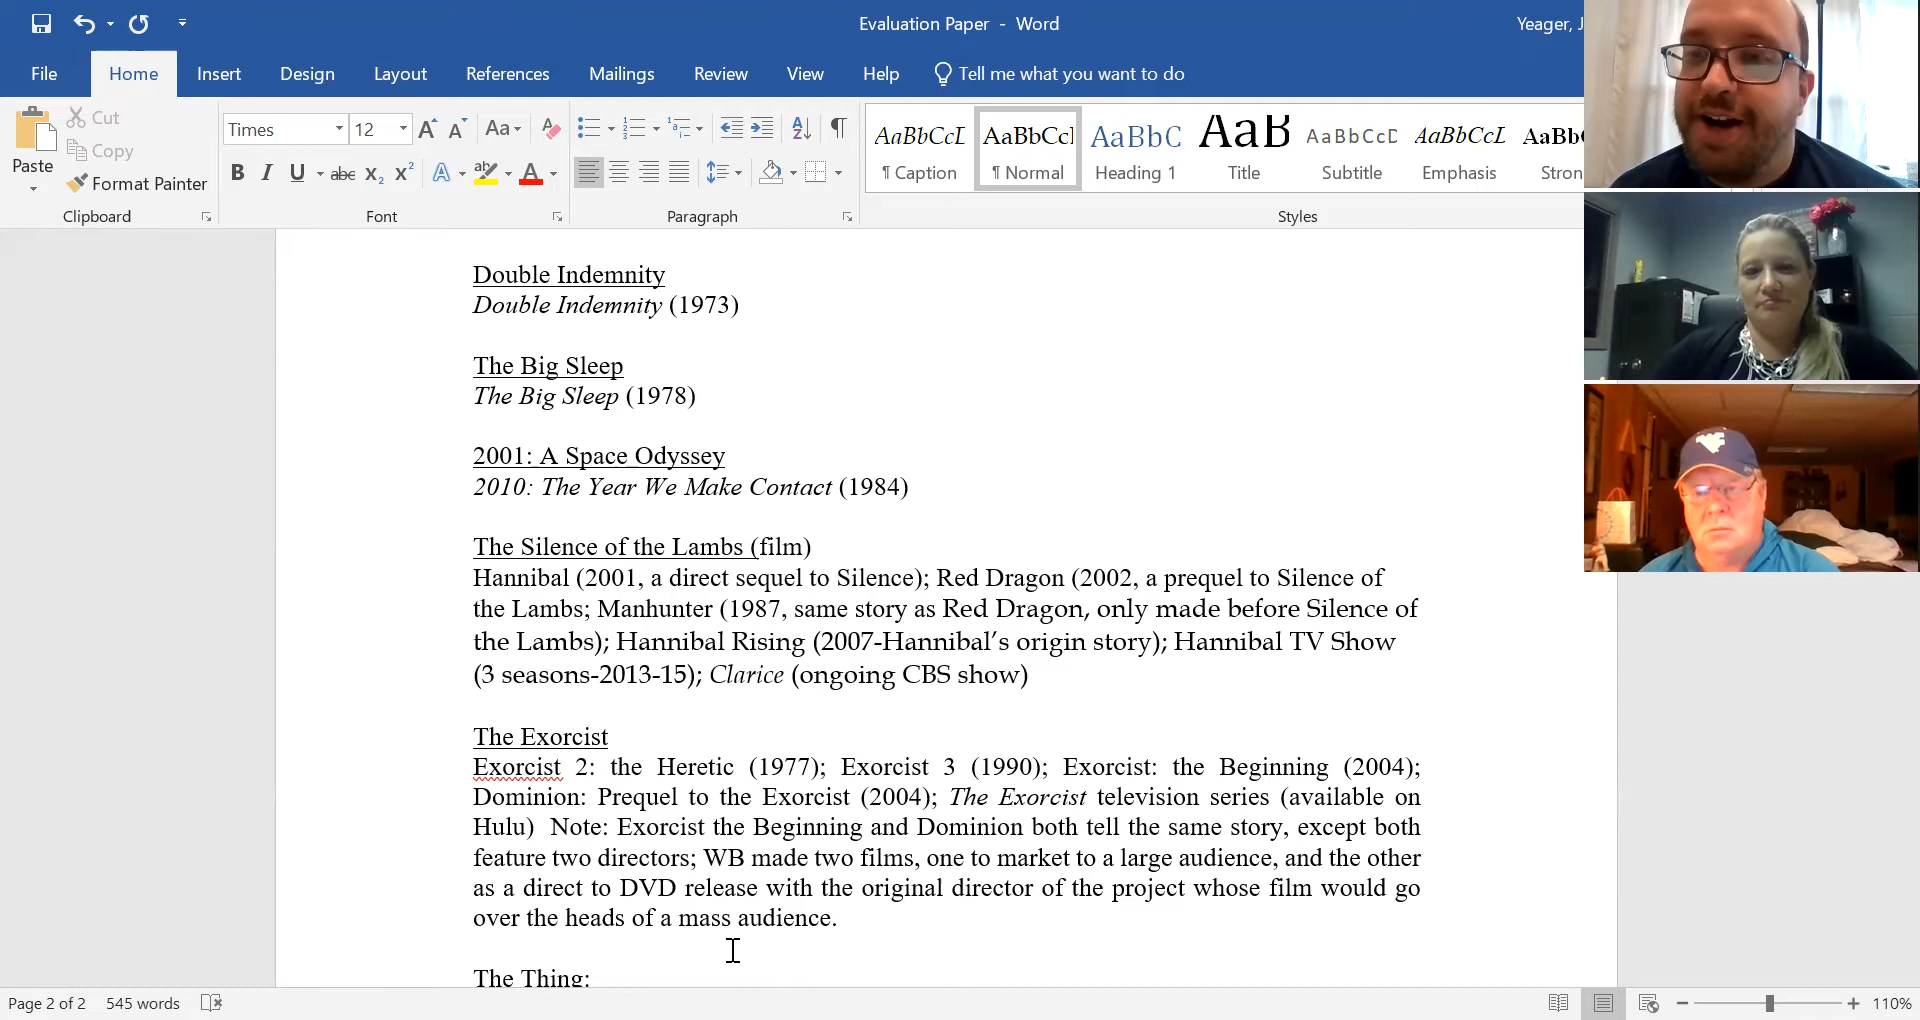 Evaluation Paper - Word
Yeager, J
File Home Insert Design Layout References Mailings Review View Help Tell me what you want to do
Paste
Cut
Copy
Format Painter
Clipboard
Times 12 Aa
B I U abc X₂ X² A ab A
Font
Paragraph
AaBbCcL AaBbCcI AaBbC AaB AaBbCcD AaBbCcL AaBb
¶ Caption ¶ Normal Heading 1 Title Subtitle Emphasis Stron
Styles
Double Indemnity
Double Indemnity (1973)
The Big Sleep
The Big Sleep (1978)
2001: A Space Odyssey
2010: The Year We Make Contact (1984)
The Silence of the Lambs (film)
Hannibal (2001, a direct sequel to Silence); Red Dragon (2002, a prequel to Silence of
the Lambs; Manhunter (1987, same story as Red Dragon, only made before Silence of
the Lambs); Hannibal Rising (2007-Hannibal’s origin story); Hannibal TV Show
(3 seasons-2013-15); Clarice (ongoing CBS show)
The Exorcist
Exorcist 2: the Heretic (1977); Exorcist 3 (1990); Exorcist: the Beginning (2004);
Dominion: Prequel to the Exorcist (2004); The Exorcist television series (available on
Hulu)  Note: Exorcist the Beginning and Dominion both tell the same story, except both
feature two directors; WB made two films, one to market to a large audience, and the other
as a direct to DVD release with the original director of the project whose film would go
over the heads of a mass audience.
The Thing:
Page 2 of 2 545 words
110%